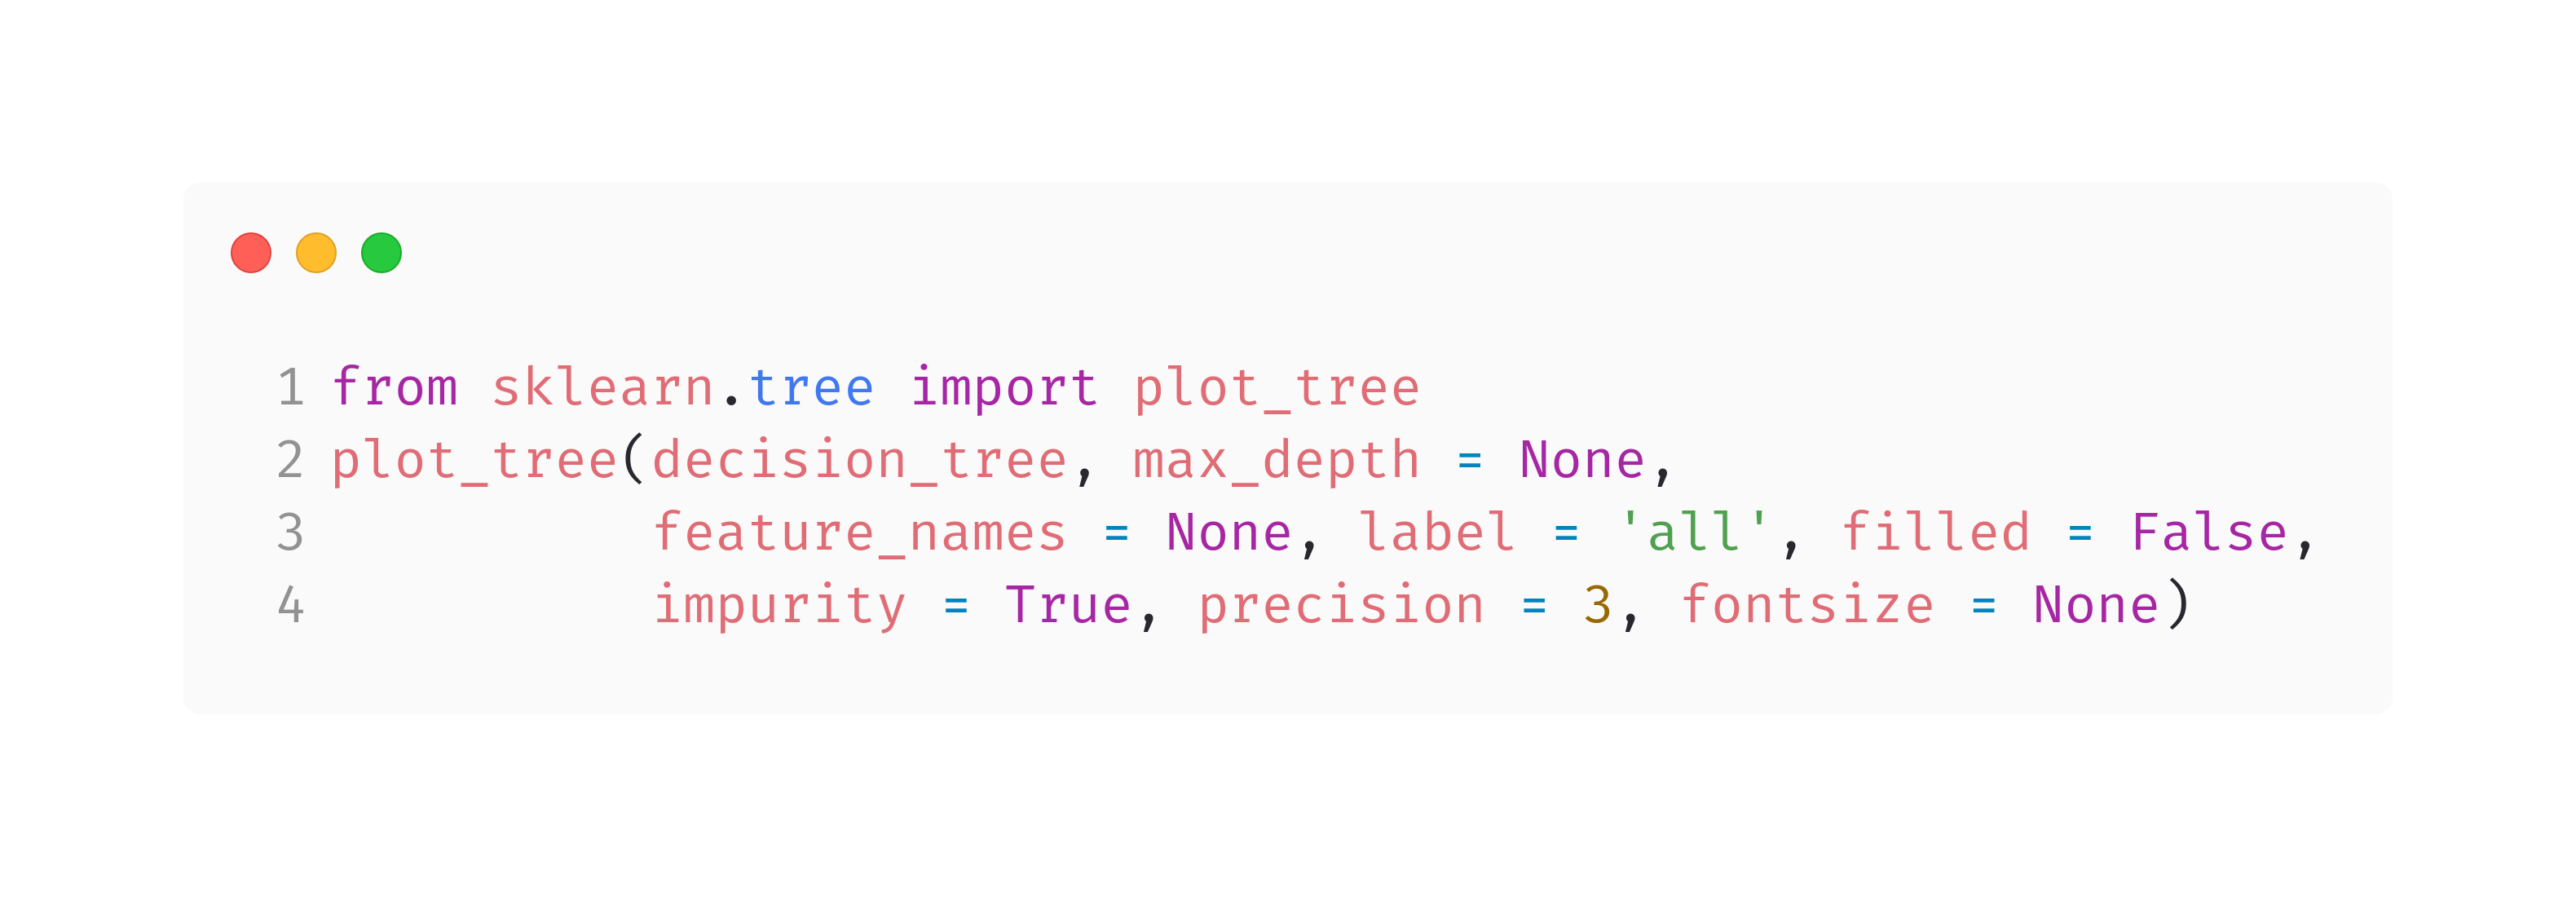 1 from sklearn.tree import plot_tree
2 plot_tree(decision_tree, max_depth = None,
3           feature_names = None, label = 'all', filled = False,
4           impurity = True, precision = 3, fontsize = None)